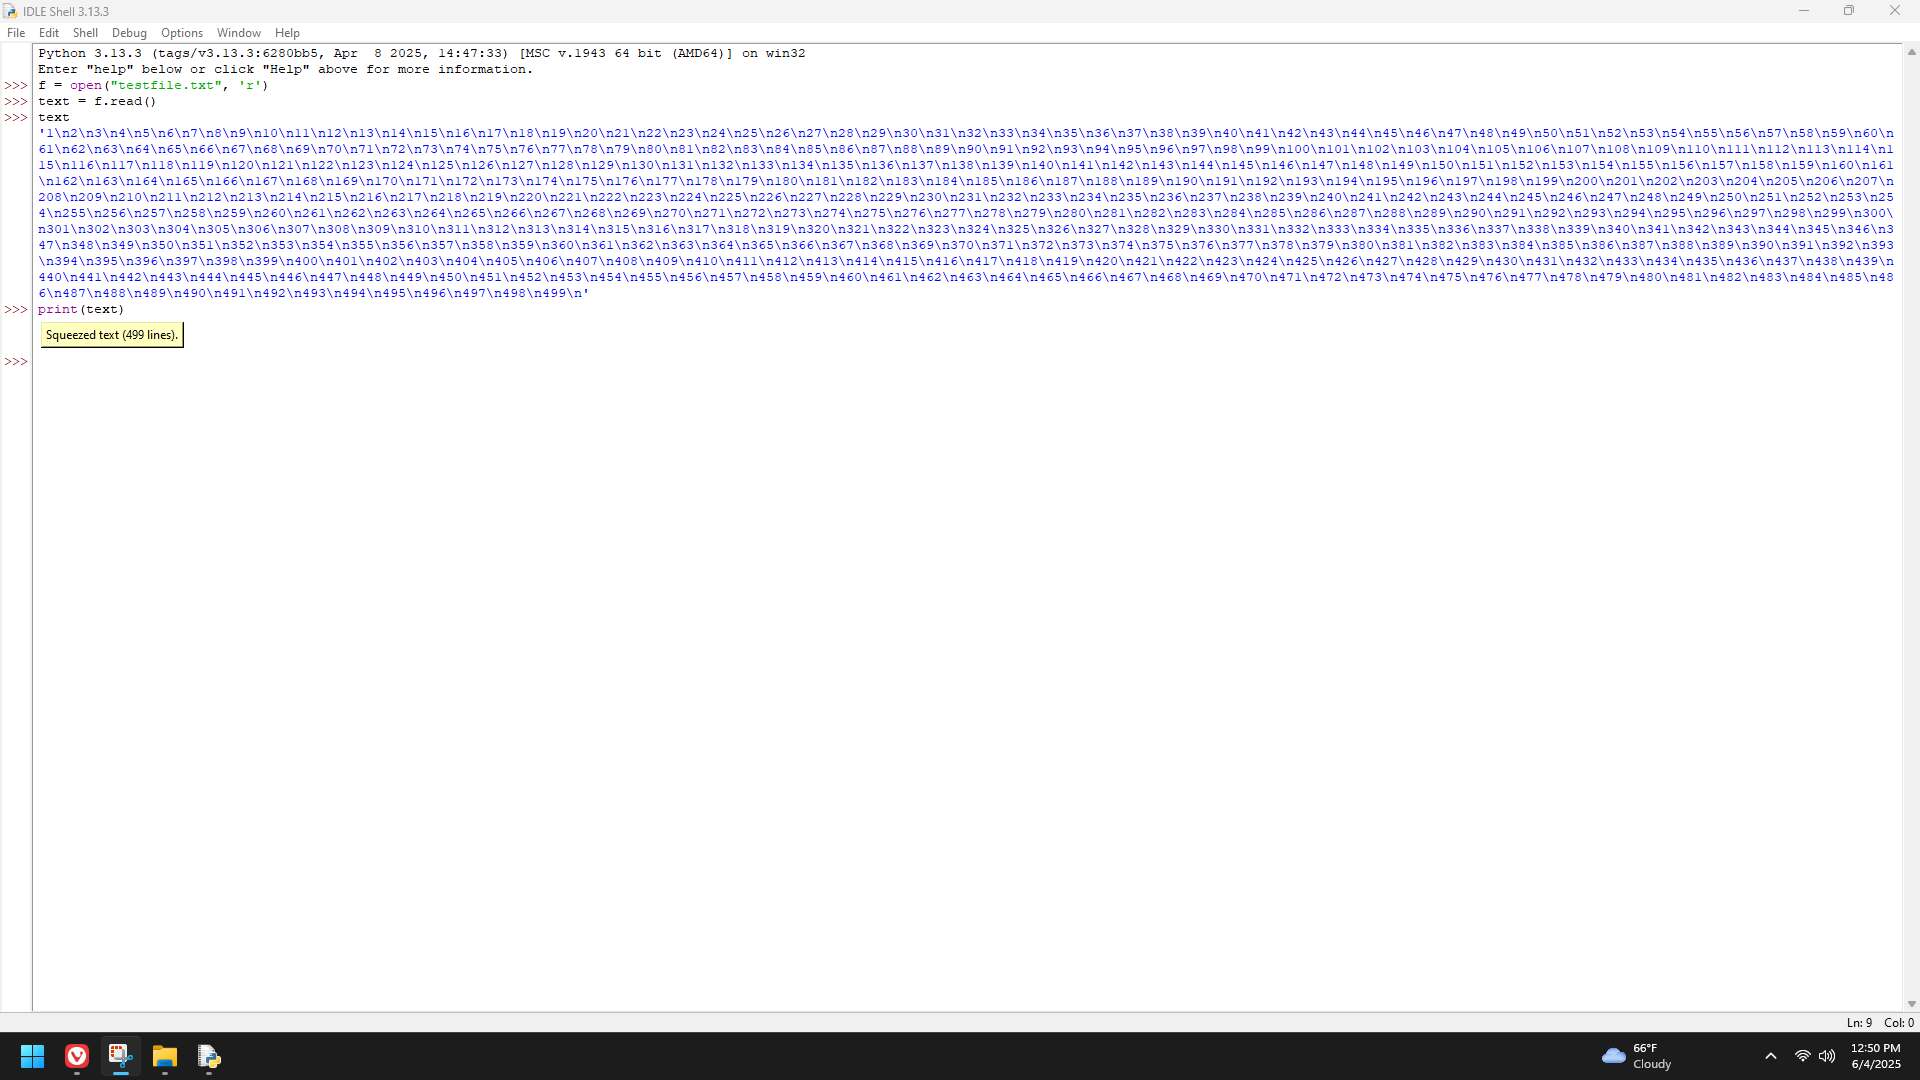 IDLE Shell 3.13.3
File Edit Shell Debug Options Window Help
Python 3.13.3 (tags/v3.13.3:6280bb5, Apr  8 2025, 14:47:33) [MSC v.1943 64 bit (AMD64)] on win32
Enter "help" below or click "Help" above for more information.
>>> f = open("testfile.txt", 'r')
>>> text = f.read()
>>> text
'1\n2\n3\n4\n5\n6\n7\n8\n9\n10\n11\n12\n13\n14\n15\n16\n17\n18\n19\n20\n21\n22\n23\n24\n25\n26\n27\n28\n29\n30\n31\n32\n33\n34\n35\n36\n37\n38\n39\n40\n41\n42\n43\n44\n45\n46\n47\n48\n49\n50\n51\n52\n53\n54\n55\n56\n57\n58\n59\n60\n
61\n62\n63\n64\n65\n66\n67\n68\n69\n70\n71\n72\n73\n74\n75\n76\n77\n78\n79\n80\n81\n82\n83\n84\n85\n86\n87\n88\n89\n90\n91\n92\n93\n94\n95\n96\n97\n98\n99\n100\n101\n102\n103\n104\n105\n106\n107\n108\n109\n110\n111\n112\n113\n114\n1
15\n116\n117\n118\n119\n120\n121\n122\n123\n124\n125\n126\n127\n128\n129\n130\n131\n132\n133\n134\n135\n136\n137\n138\n139\n140\n141\n142\n143\n144\n145\n146\n147\n148\n149\n150\n151\n152\n153\n154\n155\n156\n157\n158\n159\n160\n161
\n162\n163\n164\n165\n166\n167\n168\n169\n170\n171\n172\n173\n174\n175\n176\n177\n178\n179\n180\n181\n182\n183\n184\n185\n186\n187\n188\n189\n190\n191\n192\n193\n194\n195\n196\n197\n198\n199\n200\n201\n202\n203\n204\n205\n206\n207\n
208\n209\n210\n211\n212\n213\n214\n215\n216\n217\n218\n219\n220\n221\n222\n223\n224\n225\n226\n227\n228\n229\n230\n231\n232\n233\n234\n235\n236\n237\n238\n239\n240\n241\n242\n243\n244\n245\n246\n247\n248\n249\n250\n251\n252\n253\n25
4\n255\n256\n257\n258\n259\n260\n261\n262\n263\n264\n265\n266\n267\n268\n269\n270\n271\n272\n273\n274\n275\n276\n277\n278\n279\n280\n281\n282\n283\n284\n285\n286\n287\n288\n289\n290\n291\n292\n293\n294\n295\n296\n297\n298\n299\n300\
n301\n302\n303\n304\n305\n306\n307\n308\n309\n310\n311\n312\n313\n314\n315\n316\n317\n318\n319\n320\n321\n322\n323\n324\n325\n326\n327\n328\n329\n330\n331\n332\n333\n334\n335\n336\n337\n338\n339\n340\n341\n342\n343\n344\n345\n346\n3
47\n348\n349\n350\n351\n352\n353\n354\n355\n356\n357\n358\n359\n360\n361\n362\n363\n364\n365\n366\n367\n368\n369\n370\n371\n372\n373\n374\n375\n376\n377\n378\n379\n380\n381\n382\n383\n384\n385\n386\n387\n388\n389\n390\n391\n392\n393
\n394\n395\n396\n397\n398\n399\n400\n401\n402\n403\n404\n405\n406\n407\n408\n409\n410\n411\n412\n413\n414\n415\n416\n417\n418\n419\n420\n421\n422\n423\n424\n425\n426\n427\n428\n429\n430\n431\n432\n433\n434\n435\n436\n437\n438\n439\n
440\n441\n442\n443\n444\n445\n446\n447\n448\n449\n450\n451\n452\n453\n454\n455\n456\n457\n458\n459\n460\n461\n462\n463\n464\n465\n466\n467\n468\n469\n470\n471\n472\n473\n474\n475\n476\n477\n478\n479\n480\n481\n482\n483\n484\n485\n48
6\n487\n488\n489\n490\n491\n492\n493\n494\n495\n496\n497\n498\n499\n'
>>> print(text)
Squeezed text (499 lines).
>>>
Ln: 9 Col: 0
66°F
Cloudy
12:50 PM
6/4/2025